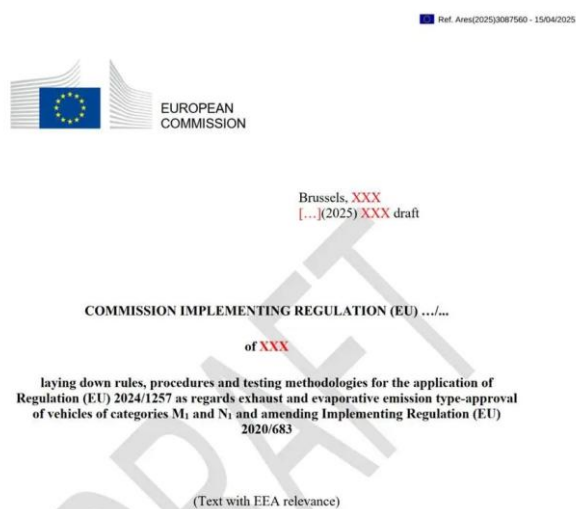 Ref. Ares(2025)3087560 - 15/04/2025
EUROPEAN
COMMISSION
Brussels, XXX
[…](2025) XXX draft
COMMISSION IMPLEMENTING REGULATION (EU) …/...
of XXX
laying down rules, procedures and testing methodologies for the application of
Regulation (EU) 2024/1257 as regards exhaust and evaporative emission type-approval
of vehicles of categories M₁ and N₁ and amending Implementing Regulation (EU)
2020/683
(Text with EEA relevance)
DRAFT